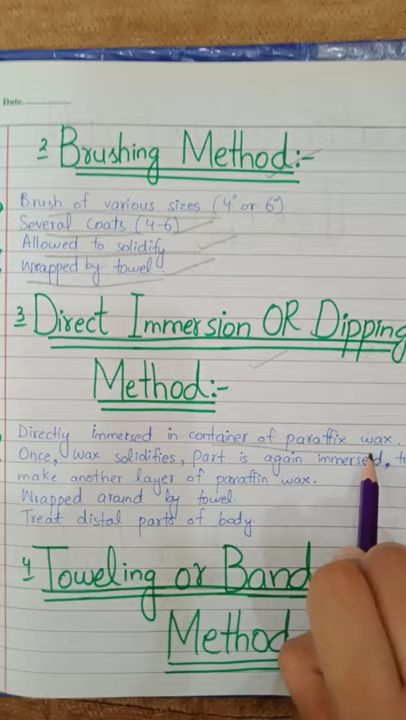 Date
2 Brushing Method:-
Brush of various sizes (4" or 6")
Several coats (4-6)
Allowed to solidify
Wrapped by towel
3 Direct Immersion OR Dipping
Method:-
Directly immersed in container of paraffix wax.
Once, wax solidifies, part is again immersed, to
make another layer of paraffin wax.
Wrapped around by towel.
Treat distal parts of body.
4 Toweling or Band
Method